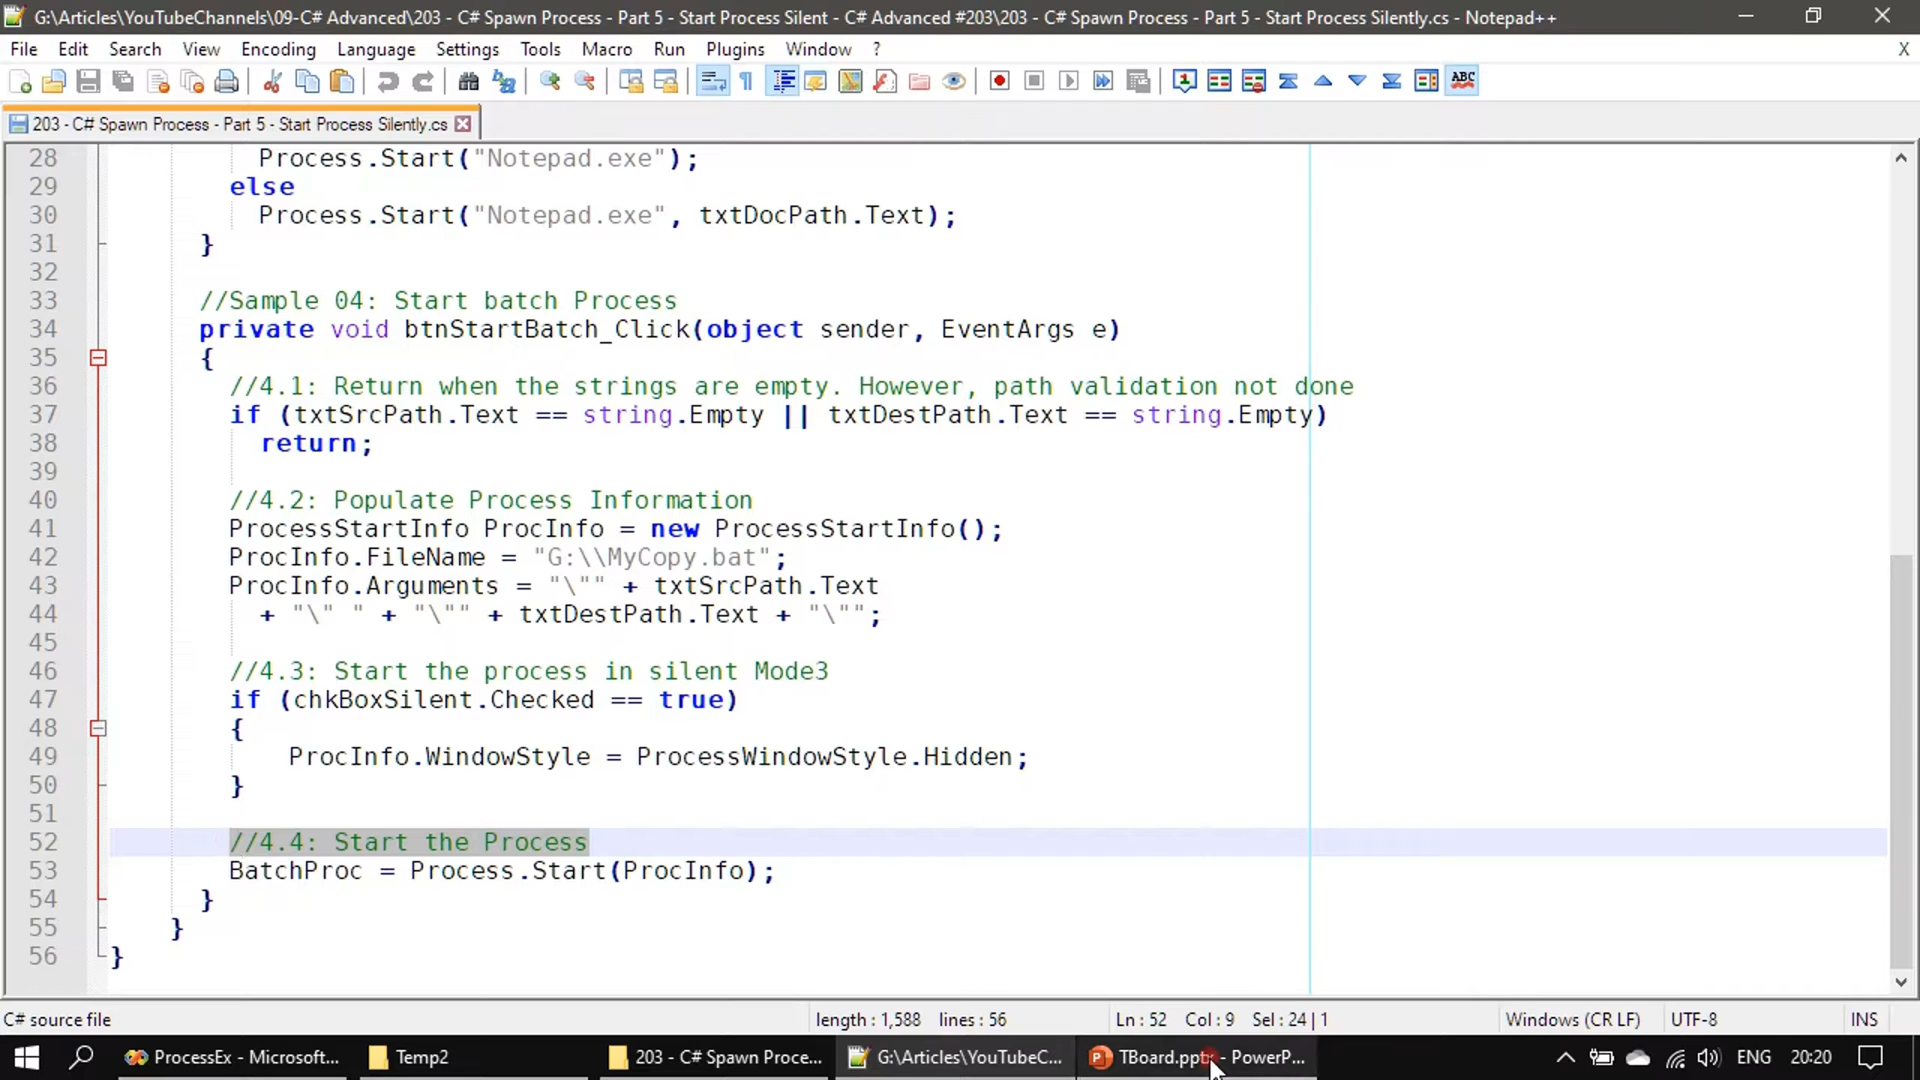 G:\Articles\YouTubeChannels\09-C# Advanced\203 - C# Spawn Process - Part 5 - Start Process Silent - C# Advanced #203\203 - C# Spawn Process - Part 5 - Start Process Silently.cs - Notepad++
File Edit Search View Encoding Language Settings Tools Macro Run Plugins Window ? X
ABC
203 - C# Spawn Process - Part 5 - Start Process Silently.cs
28 Process.Start("Notepad.exe");
29 else
30 Process.Start("Notepad.exe", txtDocPath.Text);
31 }
32
33 //Sample 04: Start batch Process
34 private void btnStartBatch_Click(object sender, EventArgs e)
35 {
36 //4.1: Return when the strings are empty. However, path validation not done
37 if (txtSrcPath.Text == string.Empty || txtDestPath.Text == string.Empty)
38 return;
39
40 //4.2: Populate Process Information
41 ProcessStartInfo ProcInfo = new ProcessStartInfo();
42 ProcInfo.FileName = "G:\\MyCopy.bat";
43 ProcInfo.Arguments = "\"" + txtSrcPath.Text
44 + "\" " + "\"" + txtDestPath.Text + "\"";
45
46 //4.3: Start the process in silent Mode3
47 if (chkBoxSilent.Checked == true)
48 {
49 ProcInfo.WindowStyle = ProcessWindowStyle.Hidden;
50 }
51
52 //4.4: Start the Process
53 BatchProc = Process.Start(ProcInfo);
54 }
55 }
56 }
C# source file length : 1,588 lines : 56 Ln : 52 Col : 9 Sel : 24 | 1 Windows (CR LF) UTF-8 INS
ProcessEx - Microsoft... Temp2 203 - C# Spawn Proce... G:\Articles\YouTubeC... TBoard.pptx - PowerP... ENG 20:20